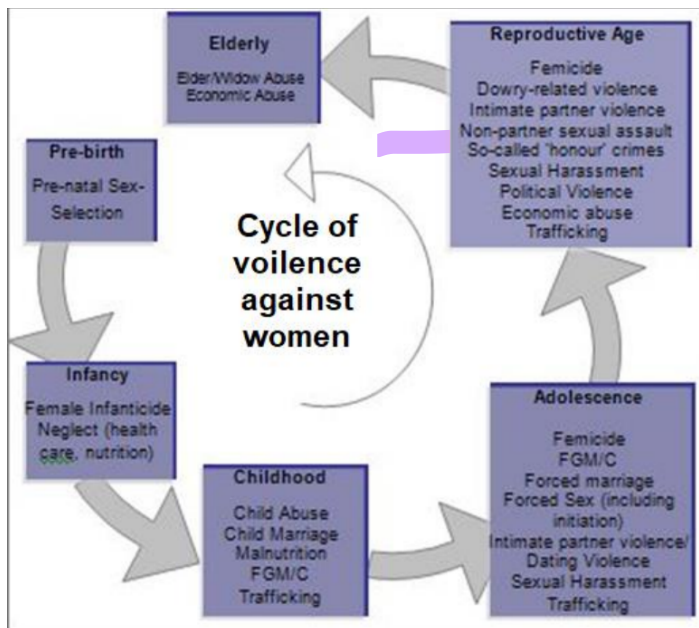 Elderly
Elder/Widow Abuse
Economic Abuse
Reproductive Age
Femicide
Dowry-related violence
Intimate partner violence
Non-partner sexual assault
So-called 'honour' crimes
Sexual Harassment
Political Violence
Economic abuse
Trafficking
Pre-birth
Pre-natal Sex-
Selection
Cycle of
voilence
against
women
Infancy
Female Infanticide
Neglect (health
care, nutrition)
Childhood
Child Abuse
Child Marriage
Malnutrition
FGM/C
Trafficking
Adolescence
Femicide
FGM/C
Forced marriage
Forced Sex (including
initiation)
Intimate partner violence/
Dating Violence
Sexual Harassment
Trafficking